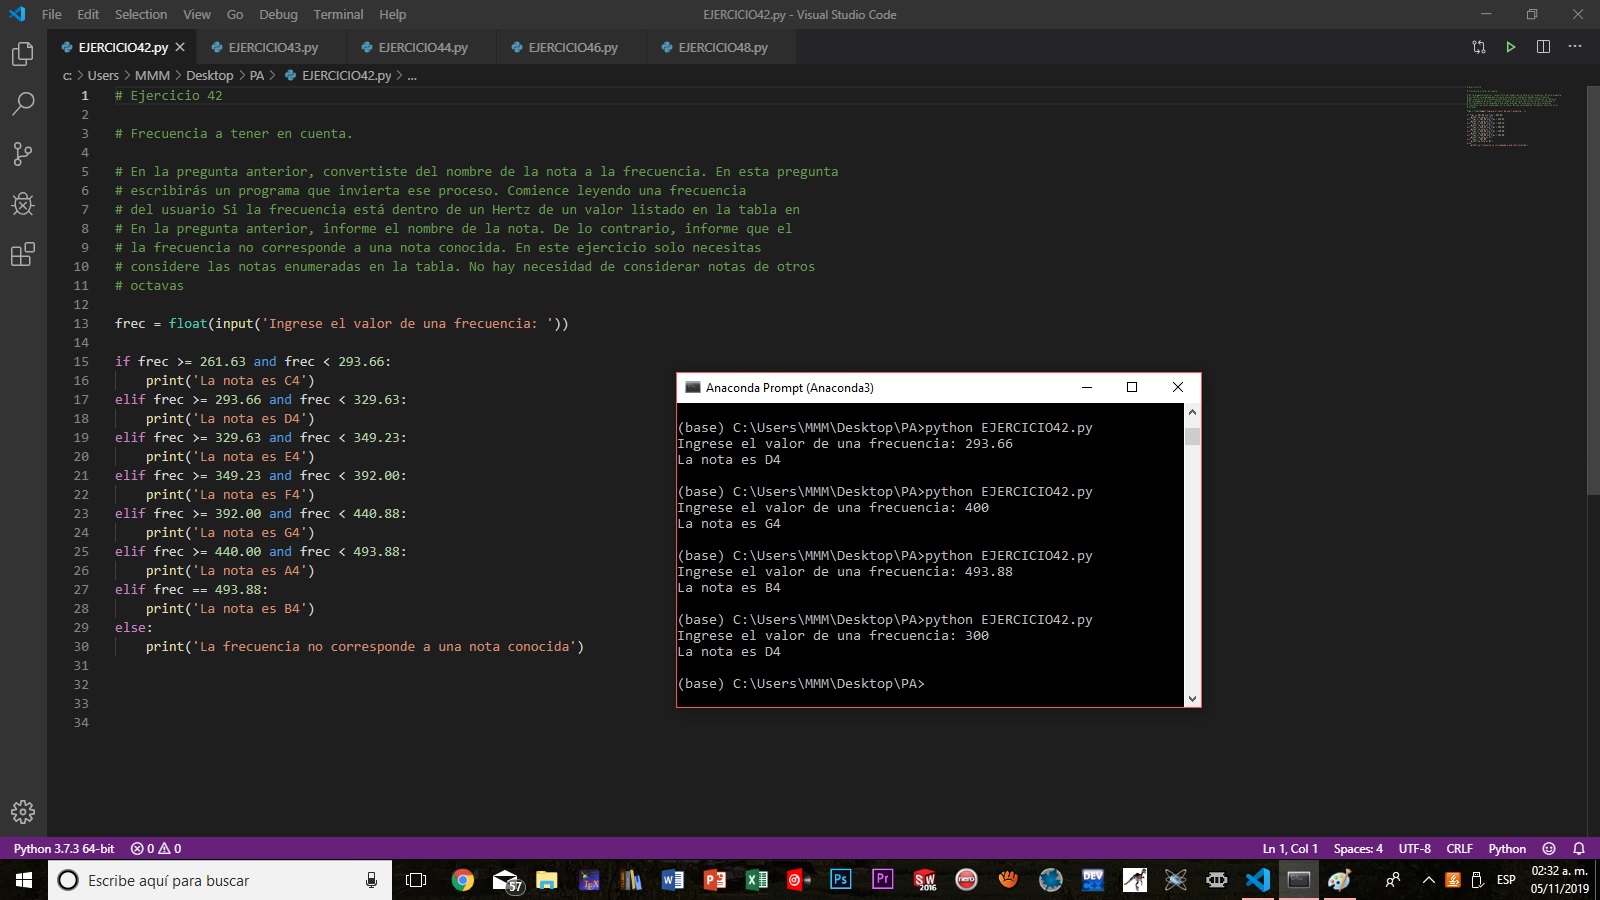 File Edit Selection View Go Debug Terminal Help
EJERCICIO42.py - Visual Studio Code
EJERCICIO42.py EJERCICIO43.py EJERCICIO44.py EJERCICIO46.py EJERCICIO48.py
c: > Users > MMM > Desktop > PA > EJERCICIO42.py > ...
1 # Ejercicio 42
2
3 # Frecuencia a tener en cuenta.
4
5 # En la pregunta anterior, convertiste del nombre de la nota a la frecuencia. En esta pregunta
6 # escribirás un programa que invierta ese proceso. Comience leyendo una frecuencia
7 # del usuario Si la frecuencia está dentro de un Hertz de un valor listado en la tabla en
8 # En la pregunta anterior, informe el nombre de la nota. De lo contrario, informe que el
9 # la frecuencia no corresponde a una nota conocida. En este ejercicio solo necesitas
10 # considere las notas enumeradas en la tabla. No hay necesidad de considerar notas de otros
11 # octavas
12
13 frec = float(input('Ingrese el valor de una frecuencia: '))
14
15 if frec >= 261.63 and frec < 293.66:
16 print('La nota es C4')
17 elif frec >= 293.66 and frec < 329.63:
18 print('La nota es D4')
19 elif frec >= 329.63 and frec < 349.23:
20 print('La nota es E4')
21 elif frec >= 349.23 and frec < 392.00:
22 print('La nota es F4')
23 elif frec >= 392.00 and frec < 440.88:
24 print('La nota es G4')
25 elif frec >= 440.00 and frec < 493.88:
26 print('La nota es A4')
27 elif frec == 493.88:
28 print('La nota es B4')
29 else:
30 print('La frecuencia no corresponde a una nota conocida')
31
32
33
34
Anaconda Prompt (Anaconda3)
(base) C:\Users\MMM\Desktop\PA>python EJERCICIO42.py
Ingrese el valor de una frecuencia: 293.66
La nota es D4
(base) C:\Users\MMM\Desktop\PA>python EJERCICIO42.py
Ingrese el valor de una frecuencia: 400
La nota es G4
(base) C:\Users\MMM\Desktop\PA>python EJERCICIO42.py
Ingrese el valor de una frecuencia: 493.88
La nota es B4
(base) C:\Users\MMM\Desktop\PA>python EJERCICIO42.py
Ingrese el valor de una frecuencia: 300
La nota es D4
(base) C:\Users\MMM\Desktop\PA>
Python 3.7.3 64-bit 0 0 Ln 1, Col 1 Spaces: 4 UTF-8 CRLF Python
Escribe aquí para buscar
57
Ps
Pr
SW
2016
nero
DEV
ESP
02:32 a. m.
05/11/2019